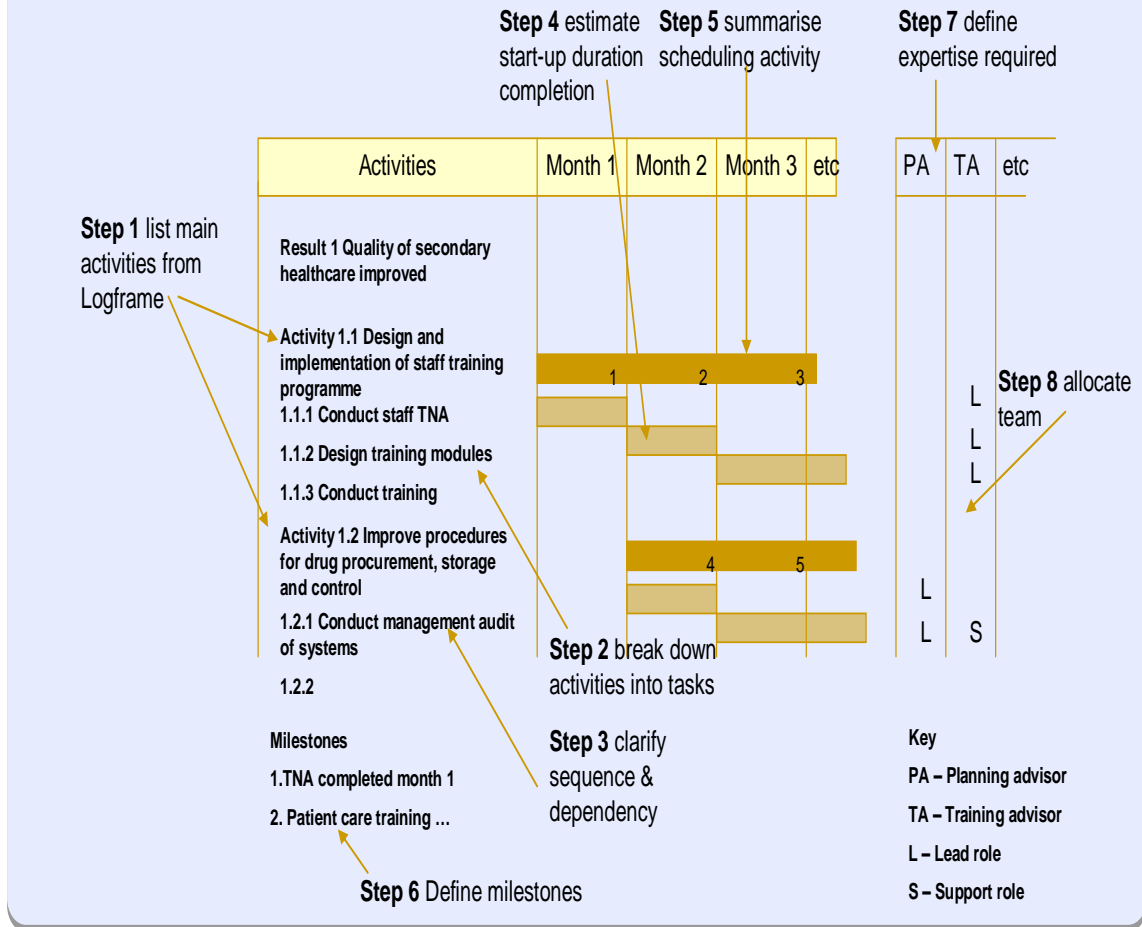 Step 4 estimate
start-up duration
completion
Step 5 summarise
scheduling activity
Step 7 define
expertise required
Activities
Month 1
Month 2
Month 3
etc
PA
TA
etc
Step 1 list main
activities from
Logframe
Result 1 Quality of secondary
healthcare improved
Activity 1.1 Design and
implementation of staff training
programme
1 2 3
1.1.1 Conduct staff TNA
L
1.1.2 Design training modules
L
1.1.3 Conduct training
L
Step 8 allocate
team
Activity 1.2 Improve procedures
for drug procurement, storage
and control
4 5
L
1.2.1 Conduct management audit
of systems
L S
1.2.2
Step 2 break down
activities into tasks
Milestones
1.TNA completed month 1
2. Patient care training ...
Step 3 clarify
sequence &
dependency
Step 6 Define milestones
Key
PA – Planning advisor
TA – Training advisor
L – Lead role
S – Support role